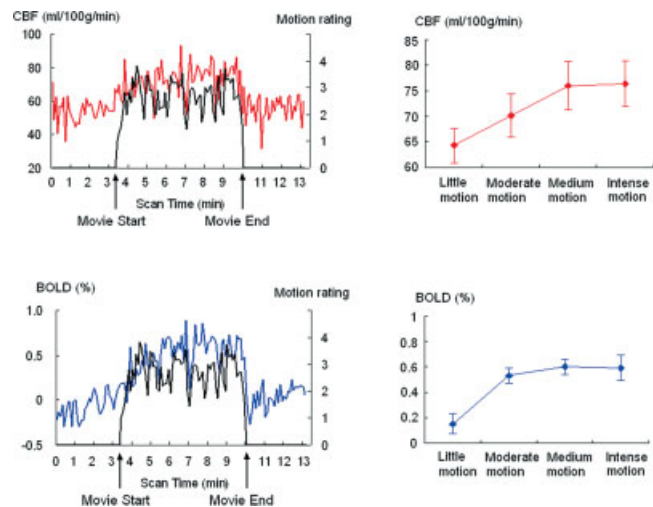 CBF (ml/100g/min)
Motion rating
100
80
60
40
20
4
3
2
1
0
0 1 2 3 4 5 6 7 8 9 11 12 13
Scan Time (min)
Movie Start
Movie End
CBF (ml/100g/min)
85
80
75
70
65
60
Little motion
Moderate motion
Medium motion
Intense motion
BOLD (%)
Motion rating
1.0
0.5
0
-0.5
4
3
2
1
0
0 1 2 3 4 5 6 7 8 9 11 12 13
Scan Time (min)
Movie Start
Movie End
BOLD (%)
1
0.8
0.6
0.4
0.2
0
Little motion
Moderate motion
Medium motion
Intense motion